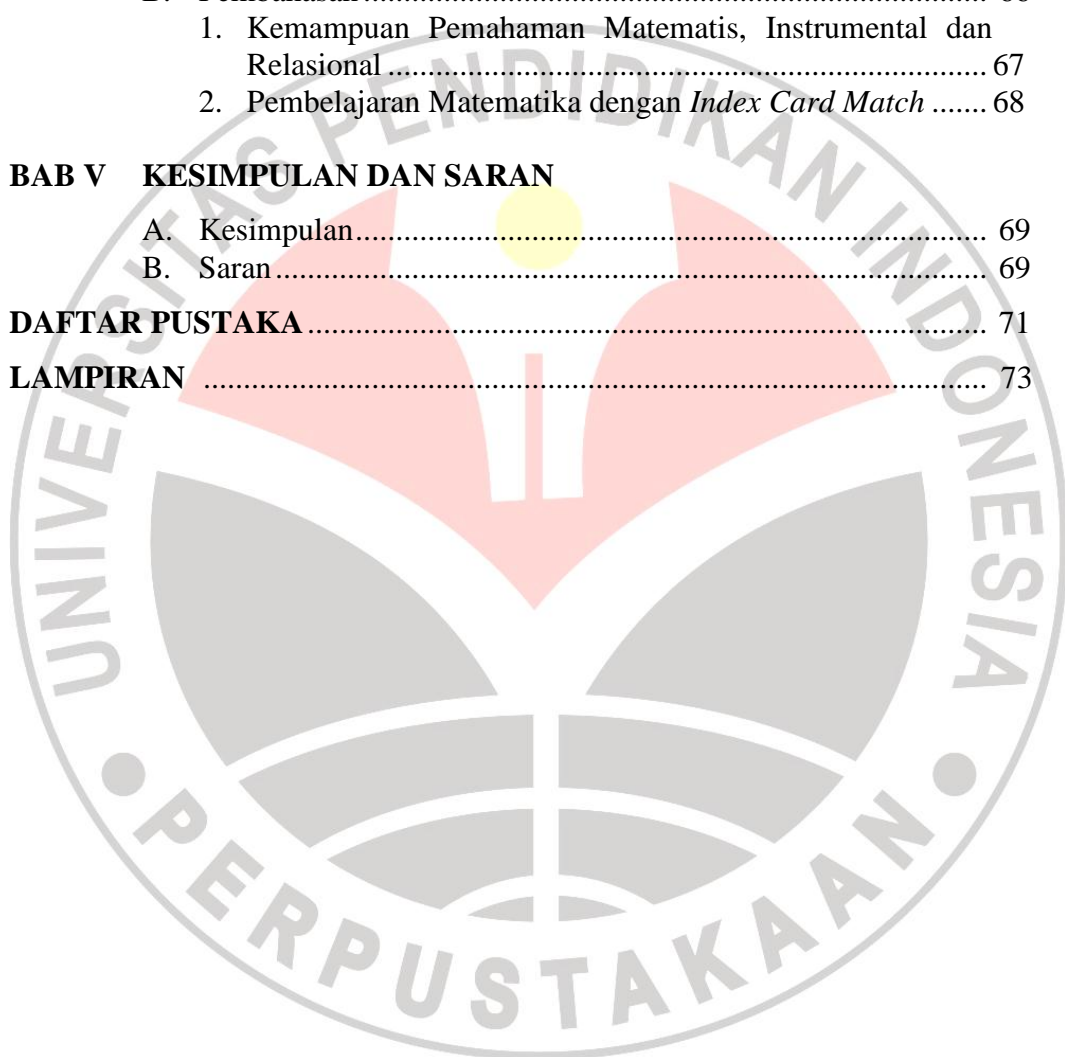 1. Kemampuan Pemahaman Matematis, Instrumental dan
Relasional ........................................................................... 67
2. Pembelajaran Matematika dengan Index Card Match ....... 68
BAB V KESIMPULAN DAN SARAN
A. Kesimpulan............................................................................... 69
B. Saran.......................................................................................... 69
DAFTAR PUSTAKA ..................................................................................... 71
LAMPIRAN .................................................................................................. 73
UNIVERSITAS PENDIDIKAN INDONESIA
PERPUSTAKAAN